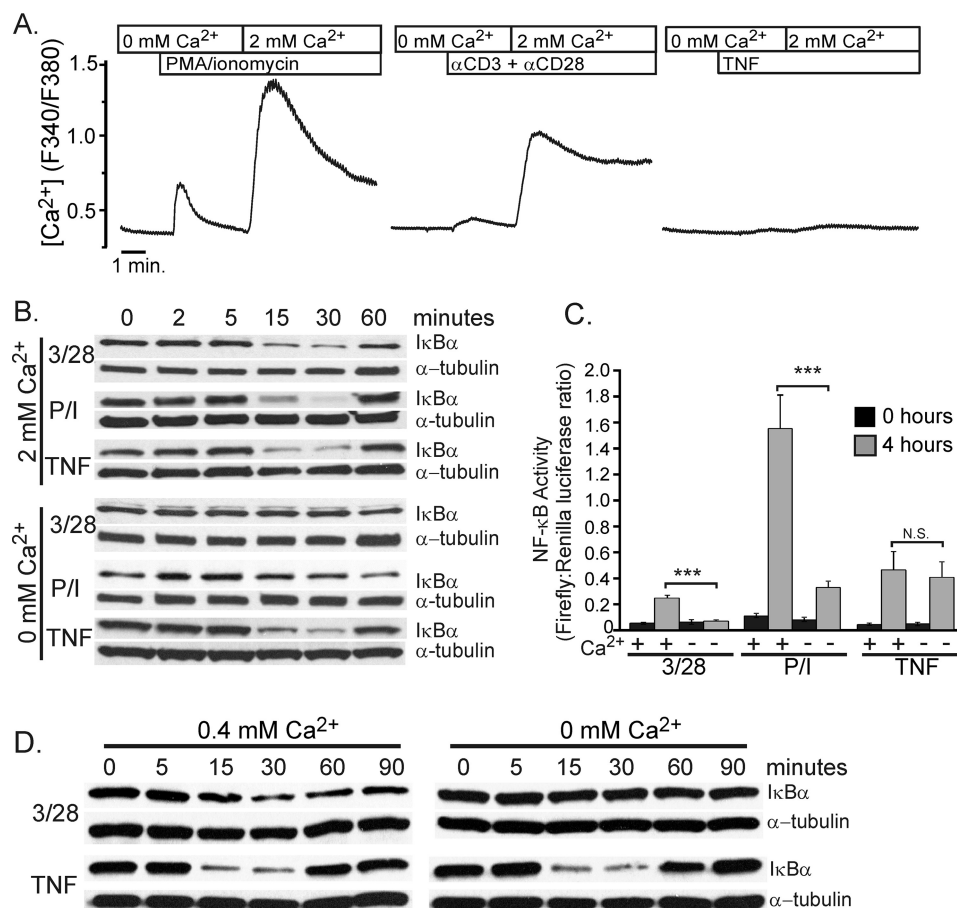 A.
0 mM Ca²⁺ 2 mM Ca²⁺ 0 mM Ca²⁺ 2 mM Ca²⁺ 0 mM Ca²⁺ 2 mM Ca²⁺
PMA/ionomycin αCD3 + αCD28 TNF
[Ca²⁺] (F340/F380)
1.5
1.0
0.5
1 min.
B.
0 2 5 15 30 60 minutes
2 mM Ca²⁺
3/28 IκBα
α–tubulin
P/I IκBα
α-tubulin
TNF IκBα
α–tubulin
0 mM Ca²⁺
3/28 IκBα
α–tubulin
P/I IκBα
α-tubulin
TNF IκBα
α–tubulin
C.
NF-κB Activity
(Firefly:Renilla luciferase ratio)
2.0
1.8
1.6
1.4
1.2
1.0
0.8
0.6
0.4
0.2
0
***
***
N.S.
0 hours
4 hours
Ca²⁺ + + - - + + - - + + - -
3/28 P/I TNF
D.
0.4 mM Ca²⁺ 0 mM Ca²⁺
0 5 15 30 60 90 0 5 15 30 60 90 minutes
3/28 IκBα
α–tubulin
TNF IκBα
α–tubulin